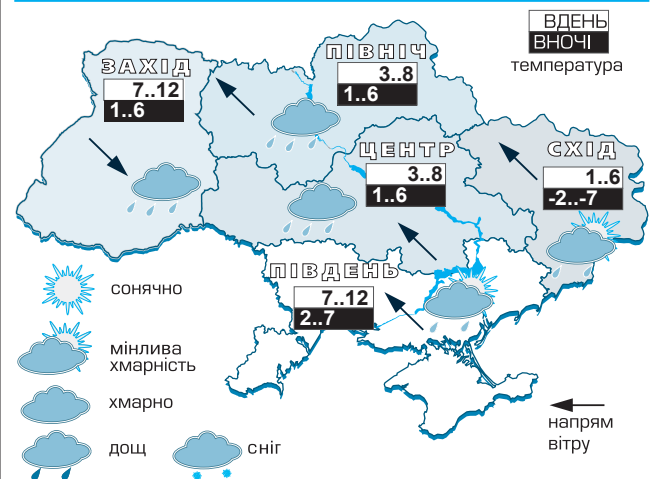 ВДЕНЬ
ВНОЧІ
температура
ПІВНІЧ
3..8
1..6
ЗАХІД
7..12
1..6
ЦЕНТР
3..8
1..6
СХІД
1..6
-2..-7
ПІВДЕНЬ
7..12
2..7
сонячно
мінлива
хмарність
хмарно
дощ
сніг
напрям
вітру